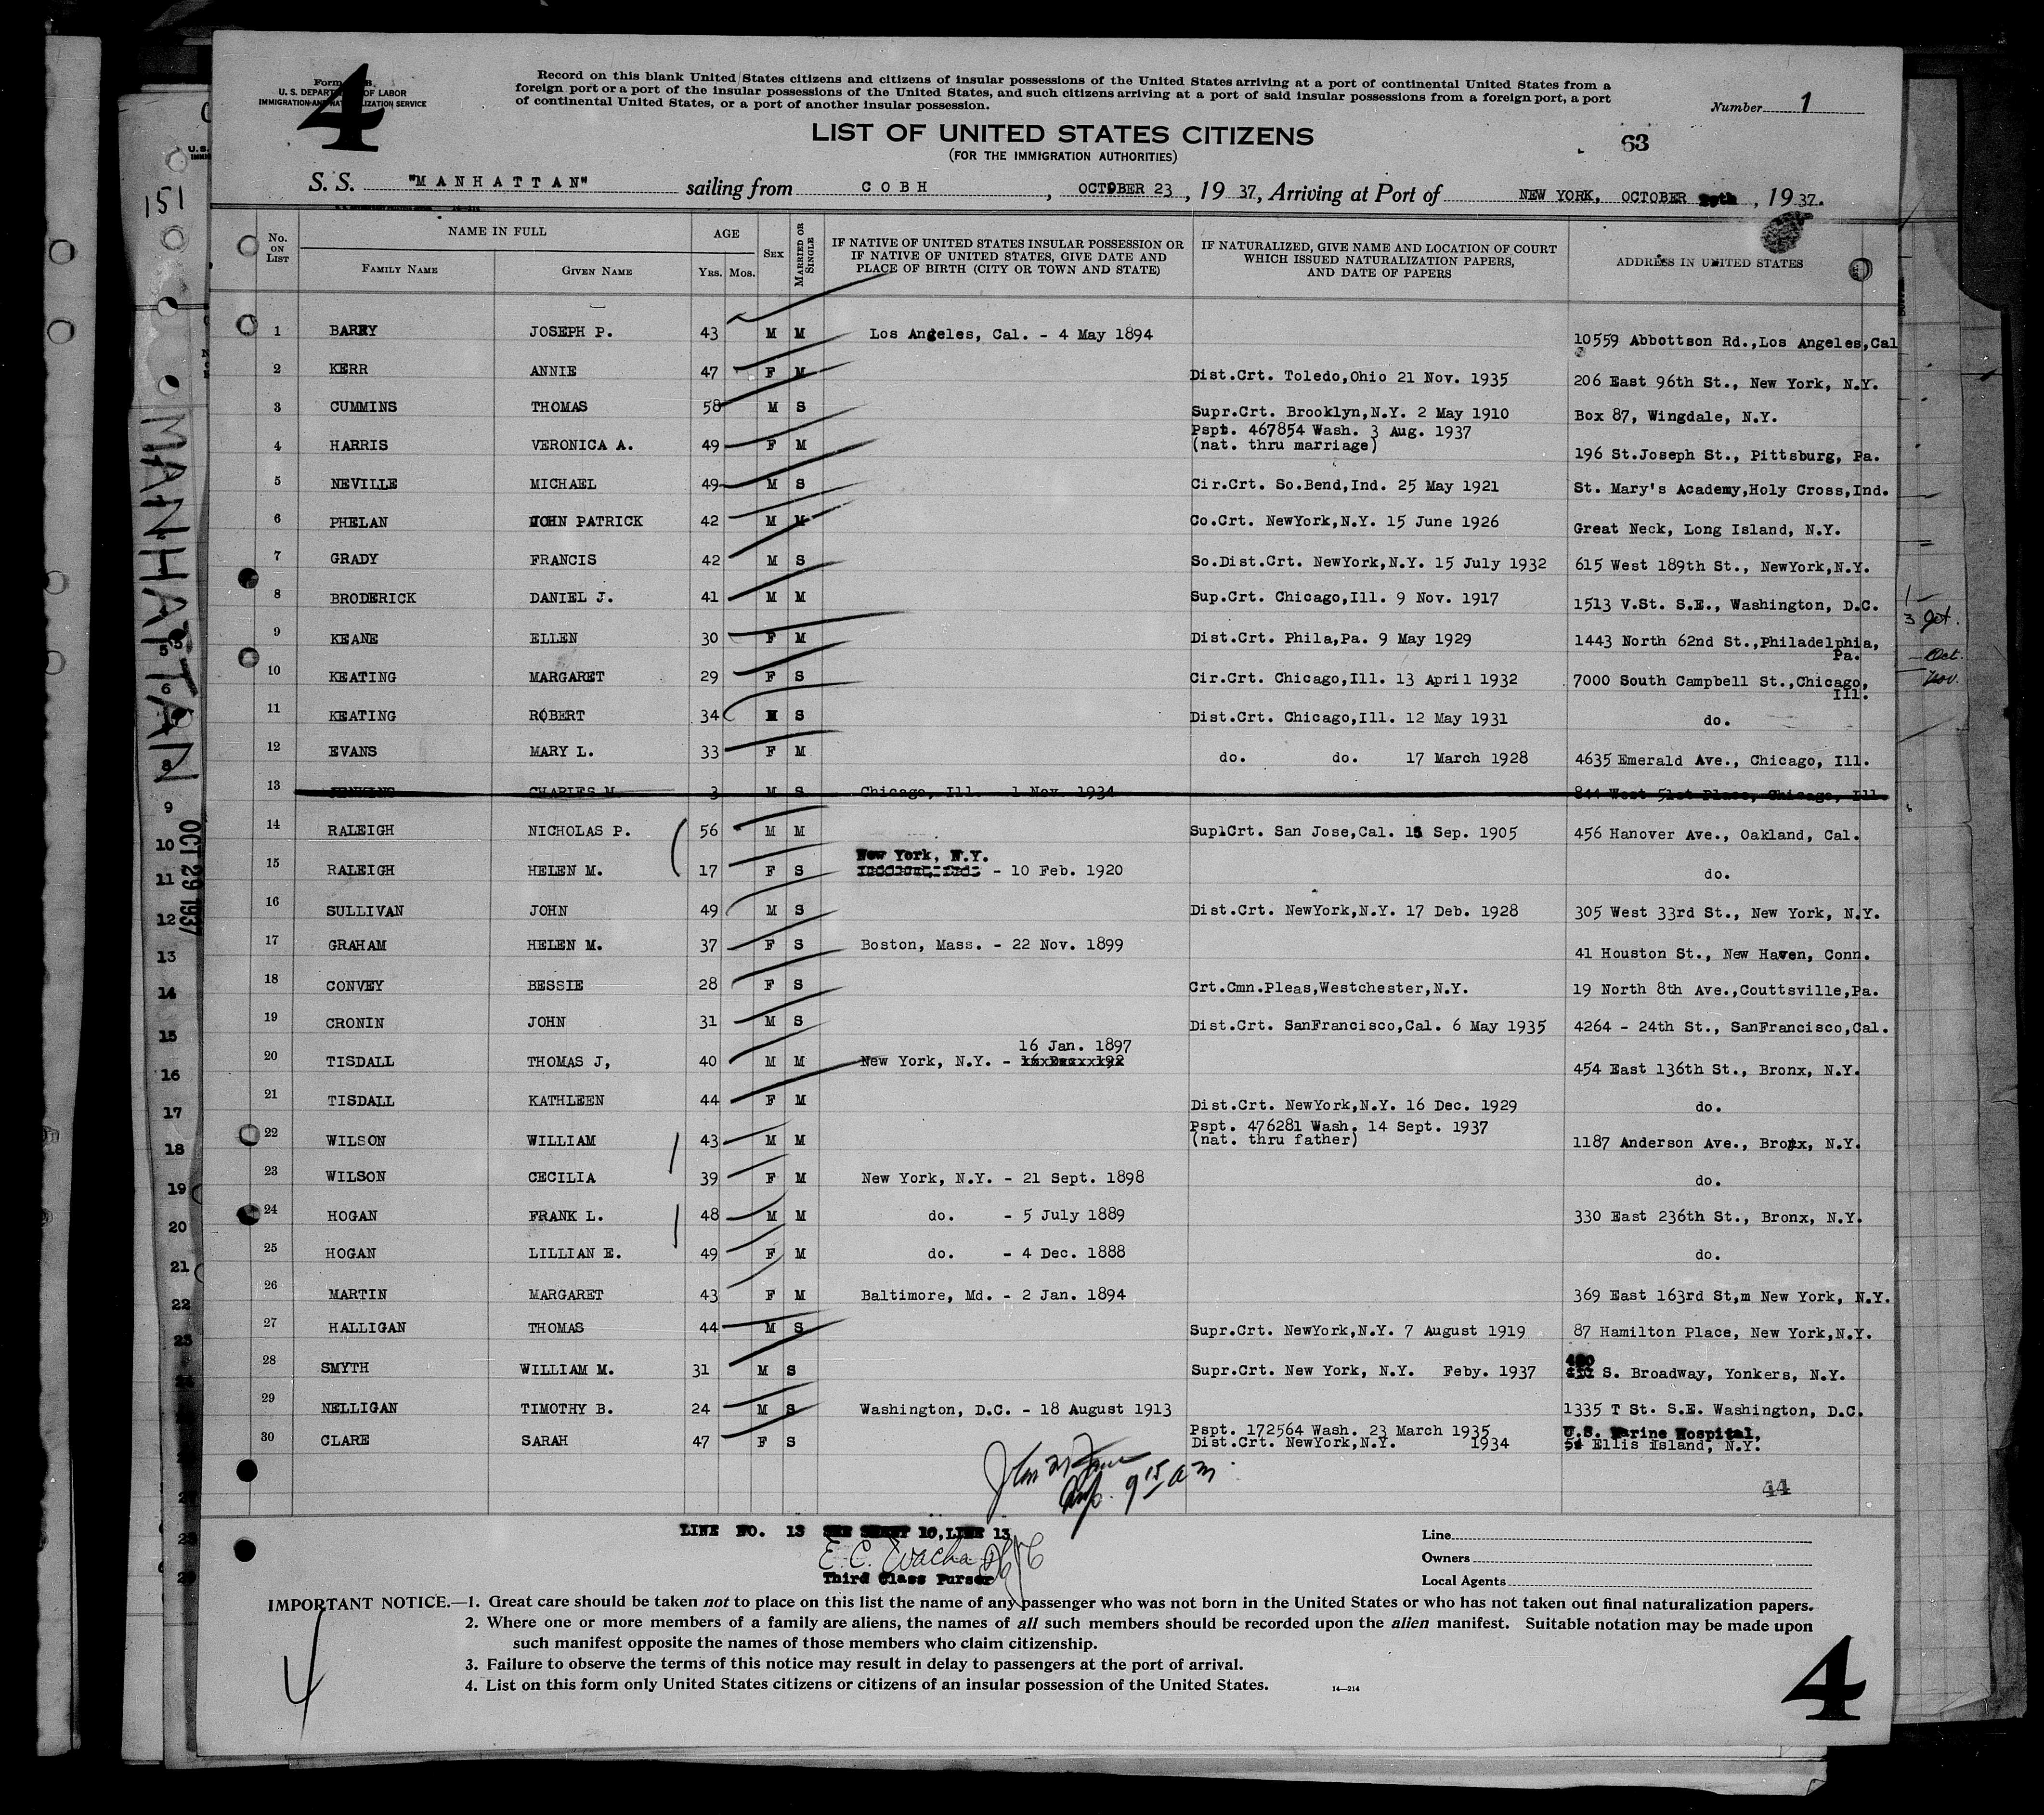 4
Form
U. S. DEPARTMENT OF LABOR
IMMIGRATION AND NATURALIZATION SERVICE
Record on this blank United States citizens and citizens of insular possessions of the United States arriving at a port of continental United States from a
foreign port or a port of the insular possessions of the United States, and such citizens arriving at a port of said insular possessions from a foreign port, a port
of continental United States, or a port of another insular possession.
Number 1
LIST OF UNITED STATES CITIZENS
(FOR THE IMMIGRATION AUTHORITIES)
63
S. S. "MANHATTAN" sailing from COBH, OCTOBER 23, 1937, Arriving at Port of NEW YORK, OCTOBER, 1937.
151
MANHATTAN
OCT 29 1937
No. ON LIST NAME IN FULL FAMILY NAME GIVEN NAME AGE YRS. MOS. SEX MARRIED OR SINGLE IF NATIVE OF UNITED STATES INSULAR POSSESSION OR IF NATIVE OF UNITED STATES, GIVE DATE AND PLACE OF BIRTH (CITY OR TOWN AND STATE) IF NATURALIZED, GIVE NAME AND LOCATION OF COURT WHICH ISSUED NATURALIZATION PAPERS, AND DATE OF PAPERS ADDRESS IN UNITED STATES
1 BARRY JOSEPH P. 43 M M Los Angeles, Cal. - 4 May 1894 10559 Abbottson Rd.,Los Angeles,Cal
2 KERR ANNIE 47 F M Dist.Crt. Toledo,Ohio 21 Nov. 1935 206 East 96th St., New York, N.Y.
3 CUMMINS THOMAS 58 M S Supr.Crt. Brooklyn,N.Y. 2 May 1910 Box 87, Wingdale, N.Y.
4 HARRIS VERONICA A. 49 F M Pspt. 467854 Wash. 3 Aug. 1937 (nat. thru marriage) 196 St.Joseph St., Pittsburg, Pa.
5 NEVILLE MICHAEL 49 M S Cir.Crt. So.Bend,Ind. 25 May 1921 St. Mary's Academy,Holy Cross,Ind.
6 PHELAN JOHN PATRICK 42 M M Co.Crt. NewYork,N.Y. 15 June 1926 Great Neck, Long Island, N.Y.
7 GRADY FRANCIS 42 M S So.Dist.Crt. NewYork,N.Y. 15 July 1932 615 West 189th St., NewYork,N.Y.
8 BRODERICK DANIEL J. 41 M M Sup.Crt. Chicago,Ill. 9 Nov. 1917 1513 V.St. S.E., Washington, D.C.
9 KEANE ELLEN 30 F M Dist.Crt. Phila,Pa. 9 May 1929 1443 North 62nd St.,Philadelphia, Pa.
10 KEATING MARGARET 29 F S Cir.Crt. Chicago,Ill. 13 April 1932 7000 South Campbell St.,Chicago, Ill.
11 KEATING ROBERT 34 M S Dist.Crt. Chicago,Ill. 12 May 1931 do.
12 EVANS MARY L. 33 F M do. do. 17 March 1928 4635 Emerald Ave., Chicago, Ill.
13 JENKINS CHARLES M 3 M S Chicago, Ill. 1 Nov. 1934 844 West 51st Place, Chicago, Ill
14 RALEIGH NICHOLAS P. 56 M M SuplCrt. San Jose,Cal. 15 Sep. 1905 456 Hanover Ave., Oakland, Cal.
15 RALEIGH HELEN M. 17 F S New York, N.Y. - 10 Feb. 1920 do.
16 SULLIVAN JOHN 49 M S Dist.Crt. NewYork,N.Y. 17 Deb. 1928 305 West 33rd St., New York, N.Y.
17 GRAHAM HELEN M. 37 F S Boston, Mass. - 22 Nov. 1899 41 Houston St., New Haven, Conn.
18 CONVEY BESSIE 28 F S Crt.Cmn.Pleas,Westchester,N.Y. 19 North 8th Ave.,Couttsville,Pa.
19 CRONIN JOHN 31 M S Dist.Crt. SanFrancisco,Cal. 6 May 1935 4264 - 24th St., SanFrancisco,Cal.
20 TISDALL THOMAS J, 40 M M New York, N.Y. - 16 Jan. 1897 454 East 136th St., Bronx, N.Y.
21 TISDALL KATHLEEN 44 F M Dist.Crt. NewYork,N.Y. 16 Dec. 1929 do.
22 WILSON WILLIAM 43 M M Pspt. 476281 Wash. 14 Sept. 1937 (nat. thru father) 1187 Anderson Ave., Bronx, N.Y.
23 WILSON CECILIA 39 F M New York, N.Y. - 21 Sept. 1898 do.
24 HOGAN FRANK L. 48 M M do. - 5 July 1889 330 East 236th St., Bronx, N.Y.
25 HOGAN LILLIAN E. 49 F M do. - 4 Dec. 1888 do.
26 MARTIN MARGARET 43 F M Baltimore, Md. - 2 Jan. 1894 369 East 163rd St,m New York, N.Y.
27 HALLIGAN THOMAS 44 M S Supr.Crt. NewYork,N.Y. 7 August 1919 87 Hamilton Place, New York,N.Y.
28 SMYTH WILLIAM M. 31 M S Supr.Crt. New York, N.Y. Feby. 1937 S. Broadway, Yonkers, N.Y.
29 NELLIGAN TIMOTHY B. 24 M S Washington, D.C. - 18 August 1913 1335 T St. S.E. Washington, D.C.
30 CLARE SARAH 47 F S Pspt. 172564 Wash. 23 March 1935 Dist.Crt. NewYork,N.Y. 1934 U.S. Marine Hospital, Ellis Island, N.Y.
9 15 am
44
LINE NO. 13 SEE SHEET 10, LINE 13
E. C.
Third Class Purser
Line
Owners
Local Agents
IMPORTANT NOTICE.—1. Great care should be taken not to place on this list the name of any passenger who was not born in the United States or who has not taken out final naturalization papers.
2. Where one or more members of a family are aliens, the names of all such members should be recorded upon the alien manifest. Suitable notation may be made upon
such manifest opposite the names of those members who claim citizenship.
3. Failure to observe the terms of this notice may result in delay to passengers at the port of arrival.
4. List on this form only United States citizens or citizens of an insular possession of the United States.
14—214
4
4